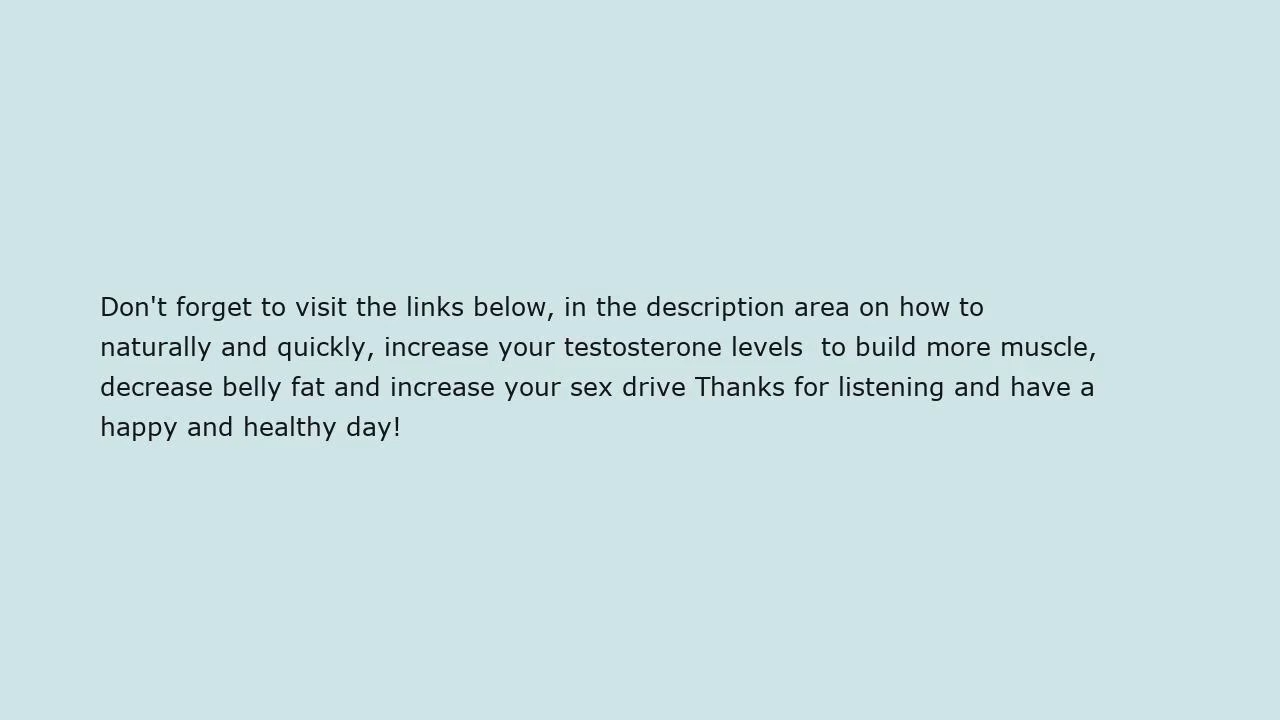 Don't forget to visit the links below, in the description area on how to
naturally and quickly, increase your testosterone levels  to build more muscle,
decrease belly fat and increase your sex drive Thanks for listening and have a
happy and healthy day!